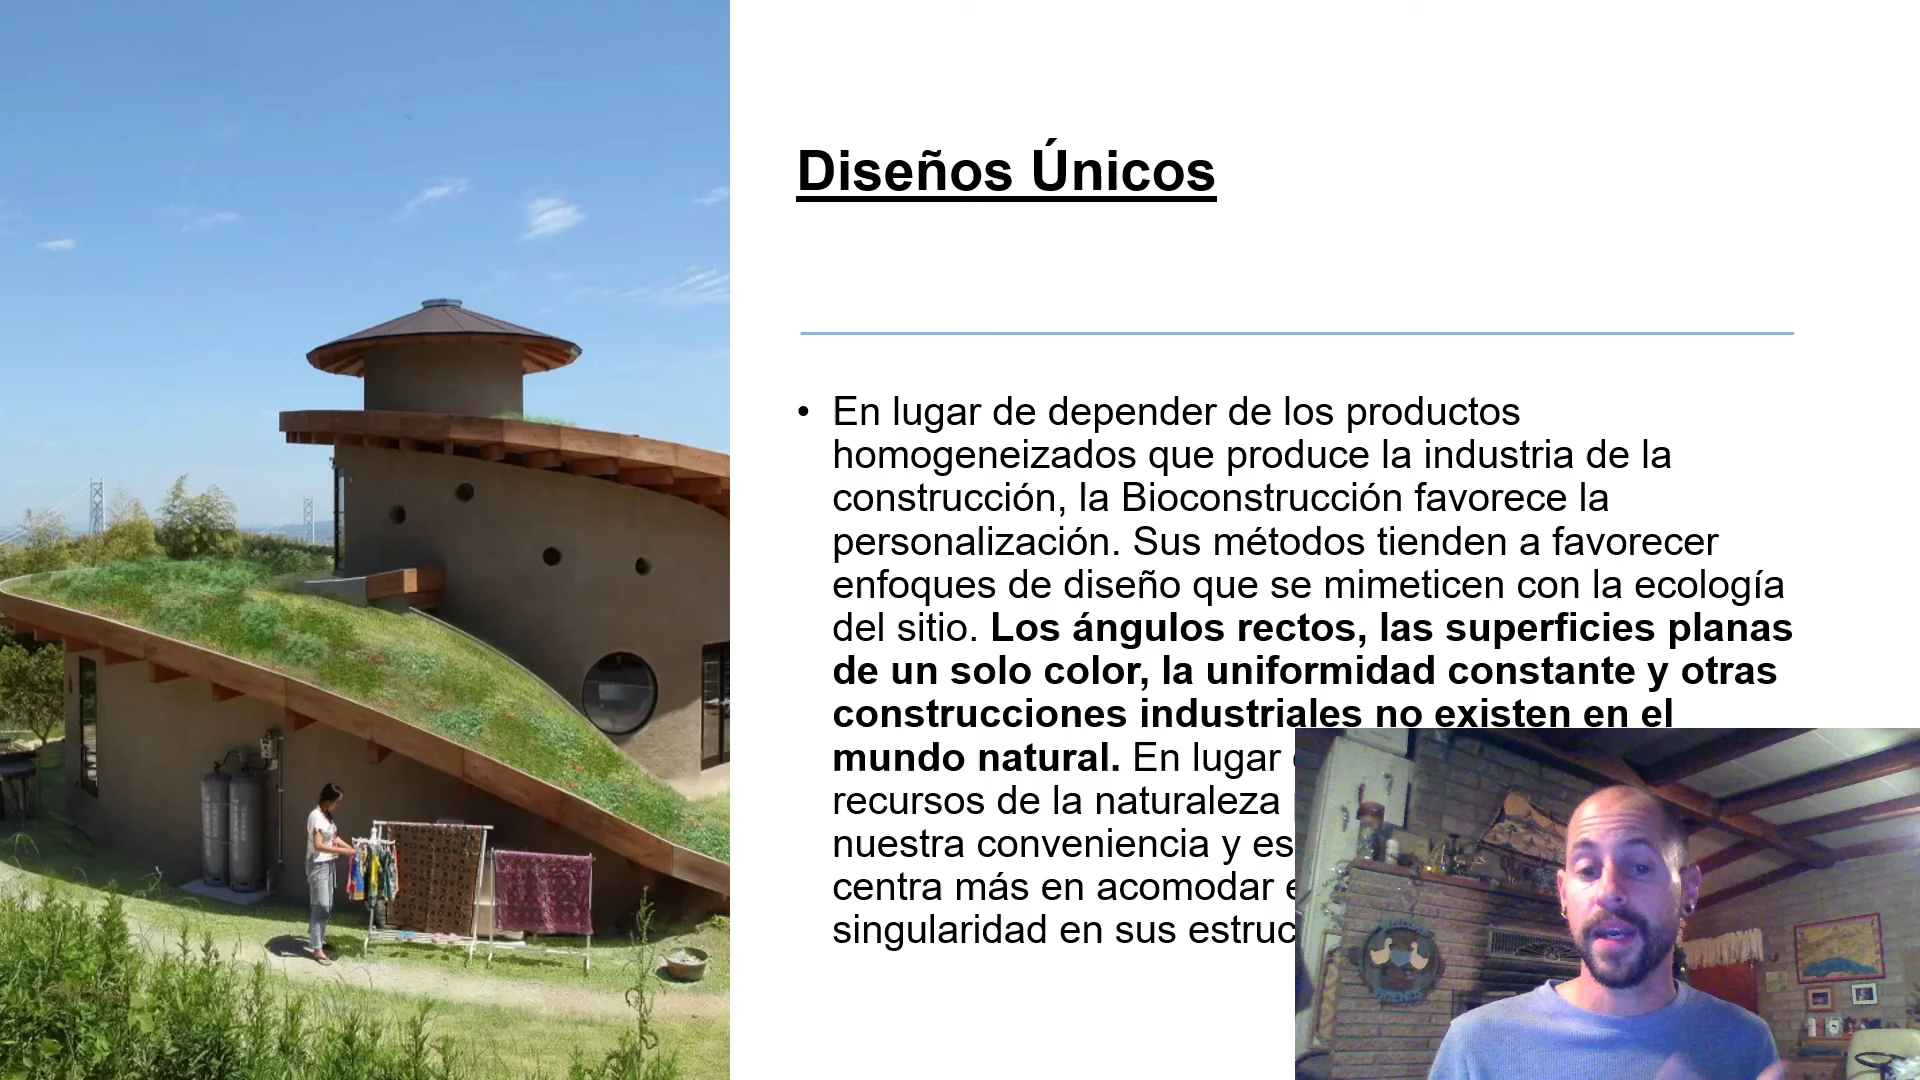 Diseños Únicos
• En lugar de depender de los productos
homogeneizados que produce la industria de la
construcción, la Bioconstrucción favorece la
personalización. Sus métodos tienden a favorecer
enfoques de diseño que se mimeticen con la ecología
del sitio. Los ángulos rectos, las superficies planas
de un solo color, la uniformidad constante y otras
construcciones industriales no existen en el
mundo natural. En lugar
recursos de la naturaleza
nuestra conveniencia y es
centra más en acomodar
singularidad en sus estruc